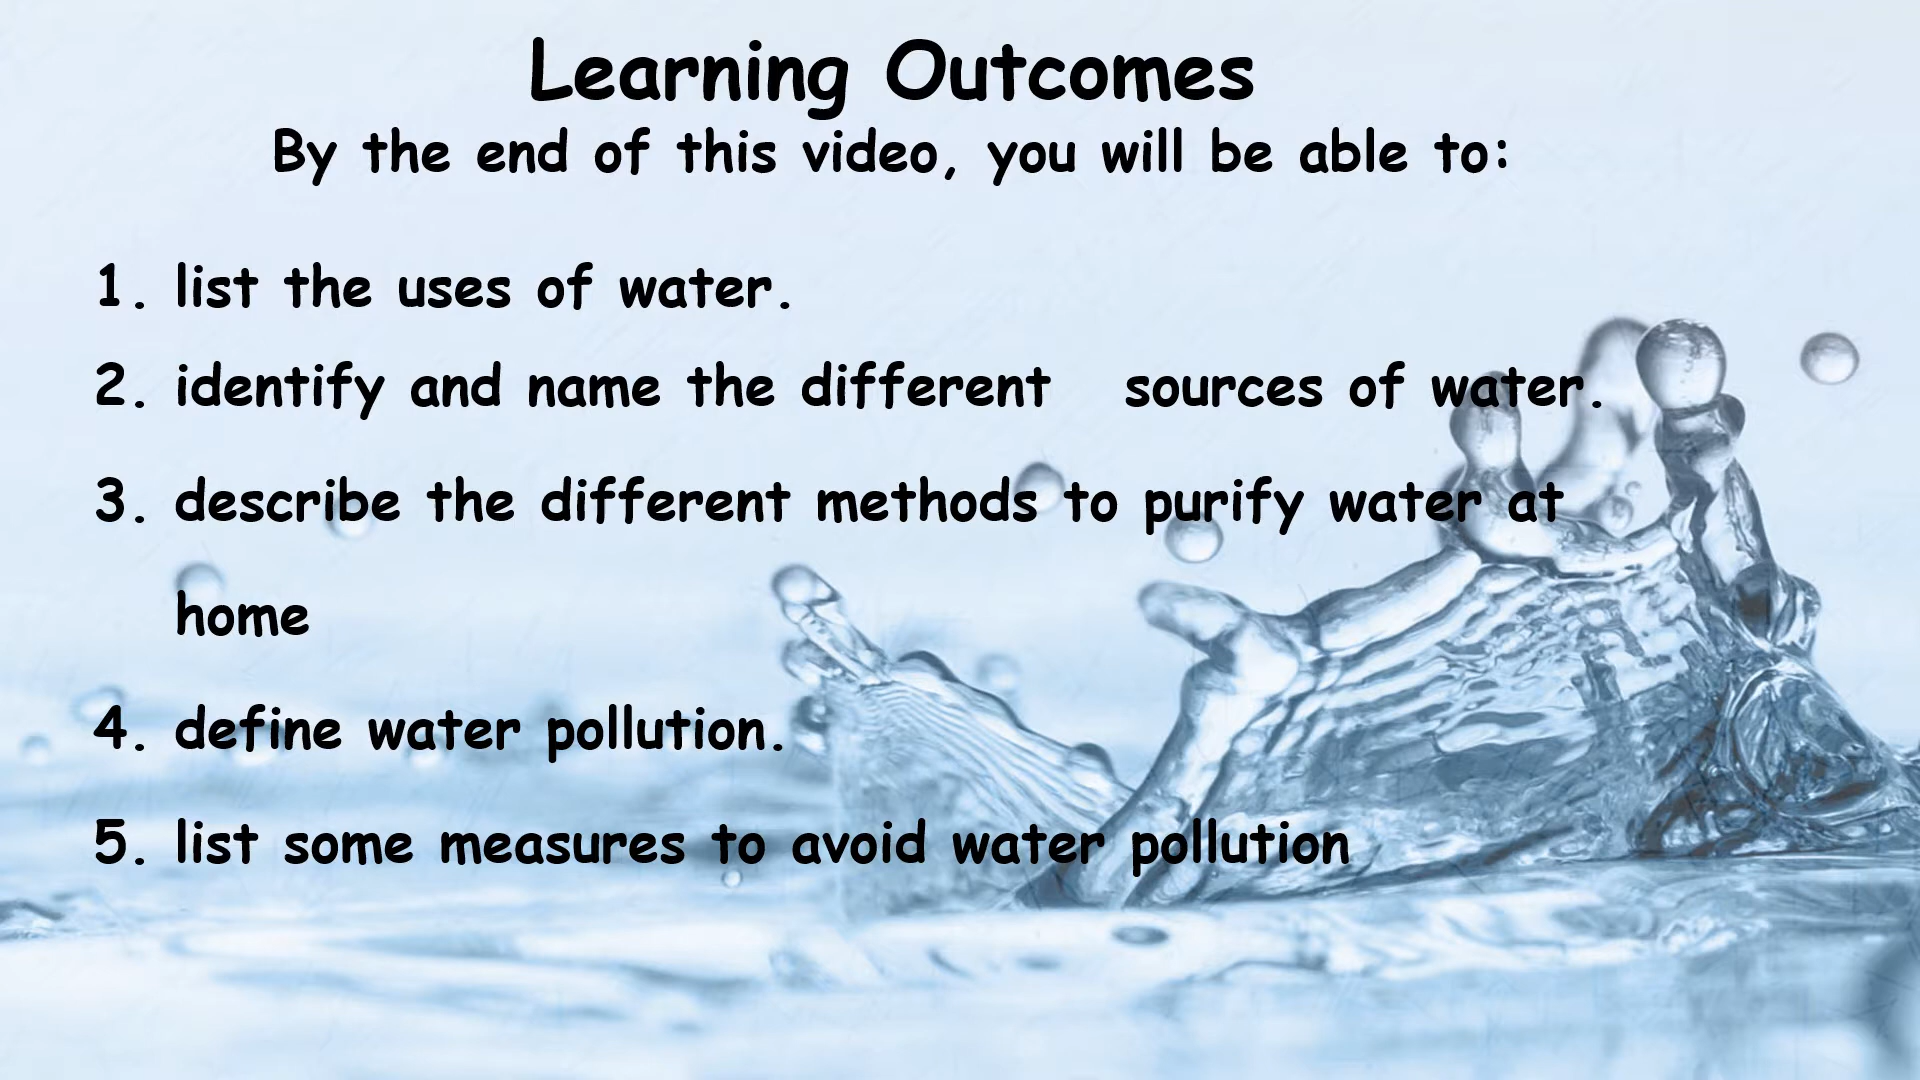 Learning Outcomes
By the end of this video, you will be able to:
1. list the uses of water.
2. identify and name the different   sources of water.
3. describe the different methods to purify water at
home
4. define water pollution.
5. list some measures to avoid water pollution